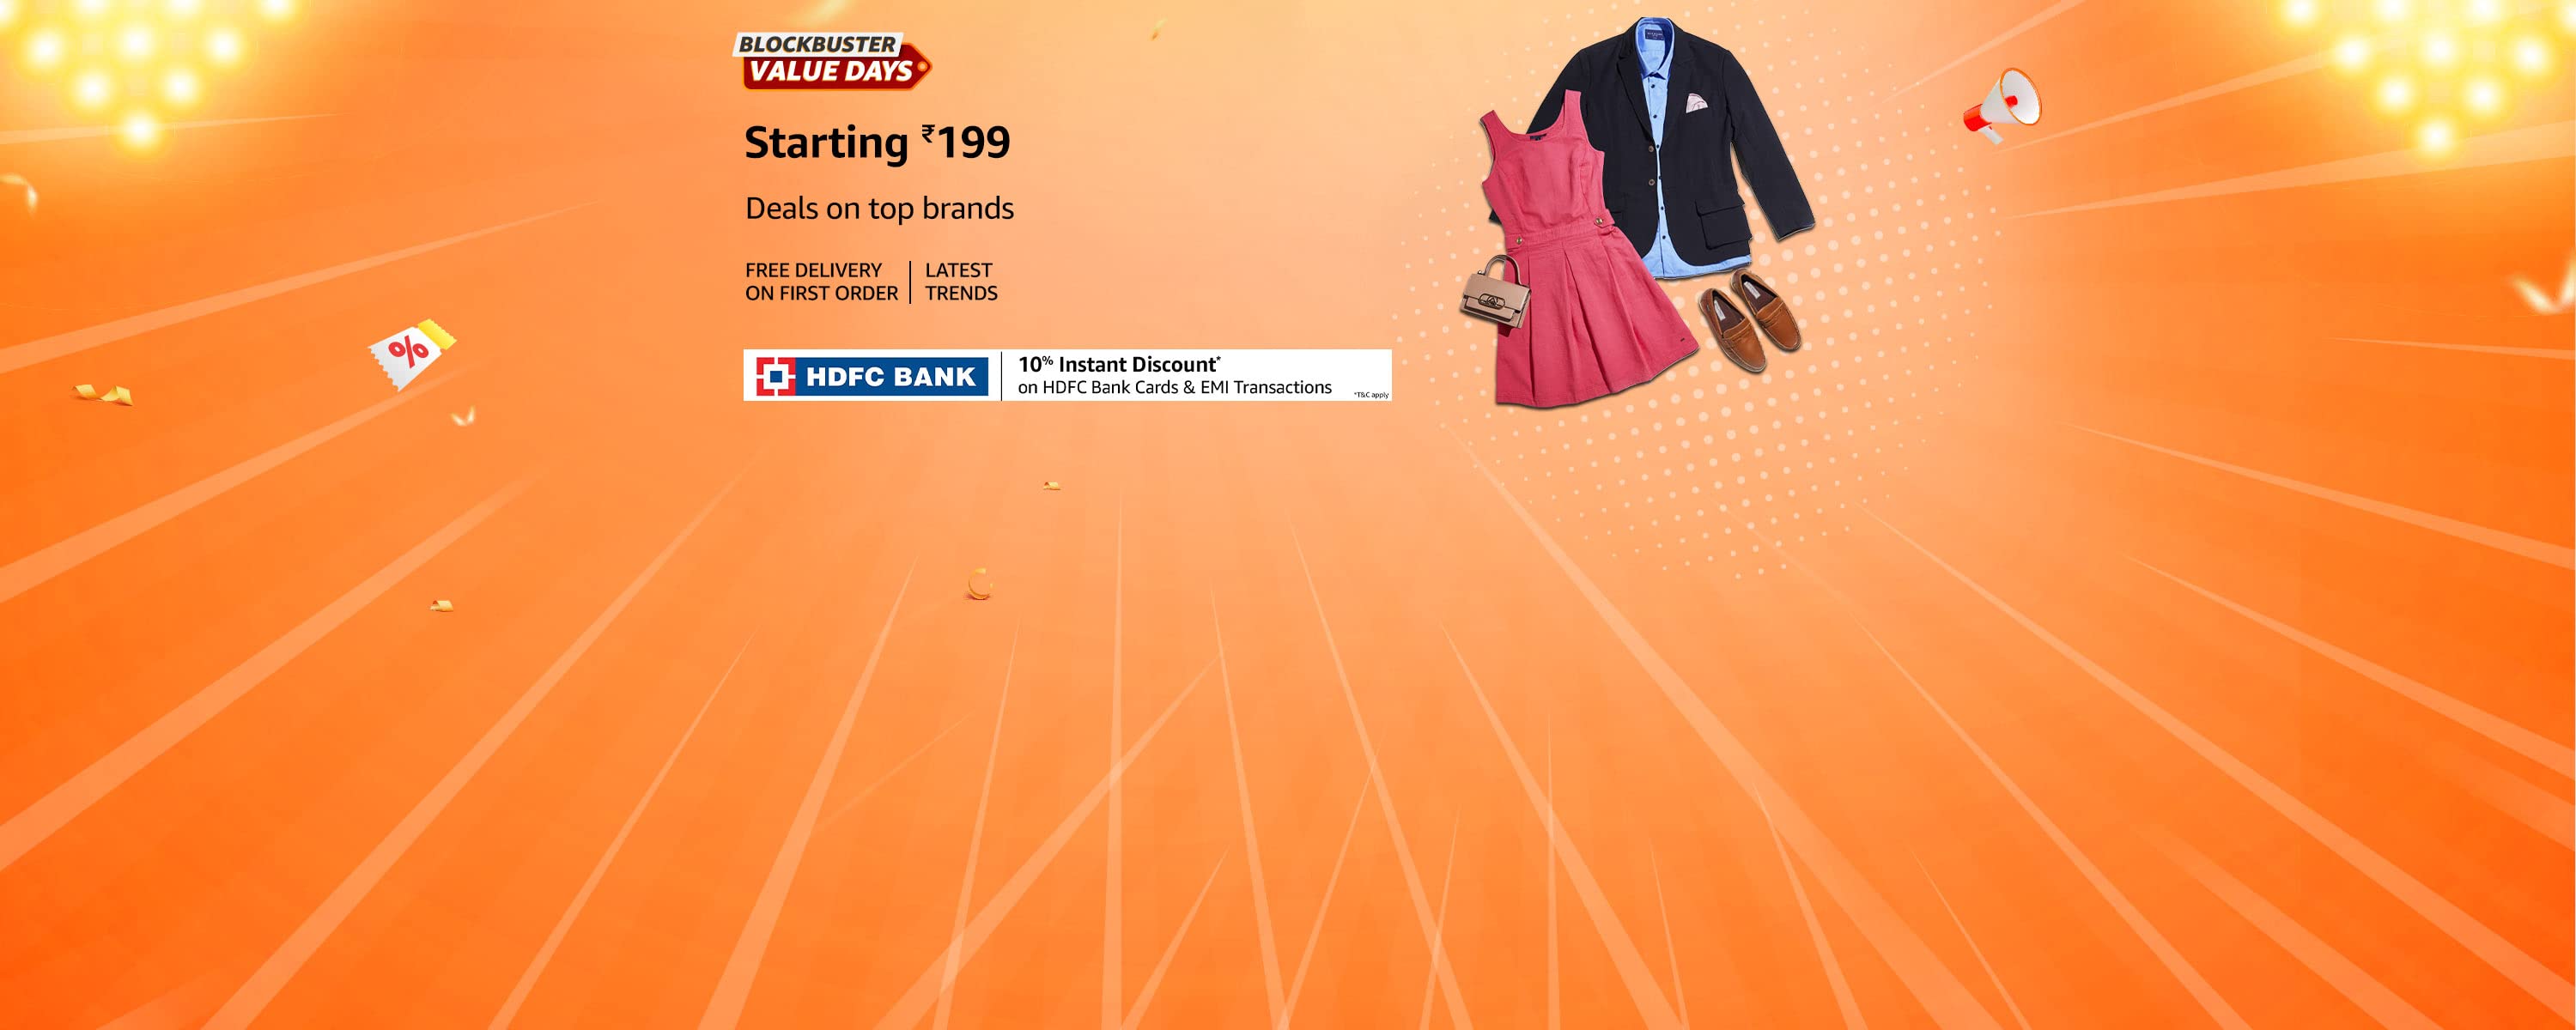 BLOCKBUSTER
VALUE DAYS
Starting ₹199
Deals on top brands
FREE DELIVERY
ON FIRST ORDER
LATEST
TRENDS
%
HDFC BANK
10% Instant Discount*
on HDFC Bank Cards & EMI Transactions
*T&C apply